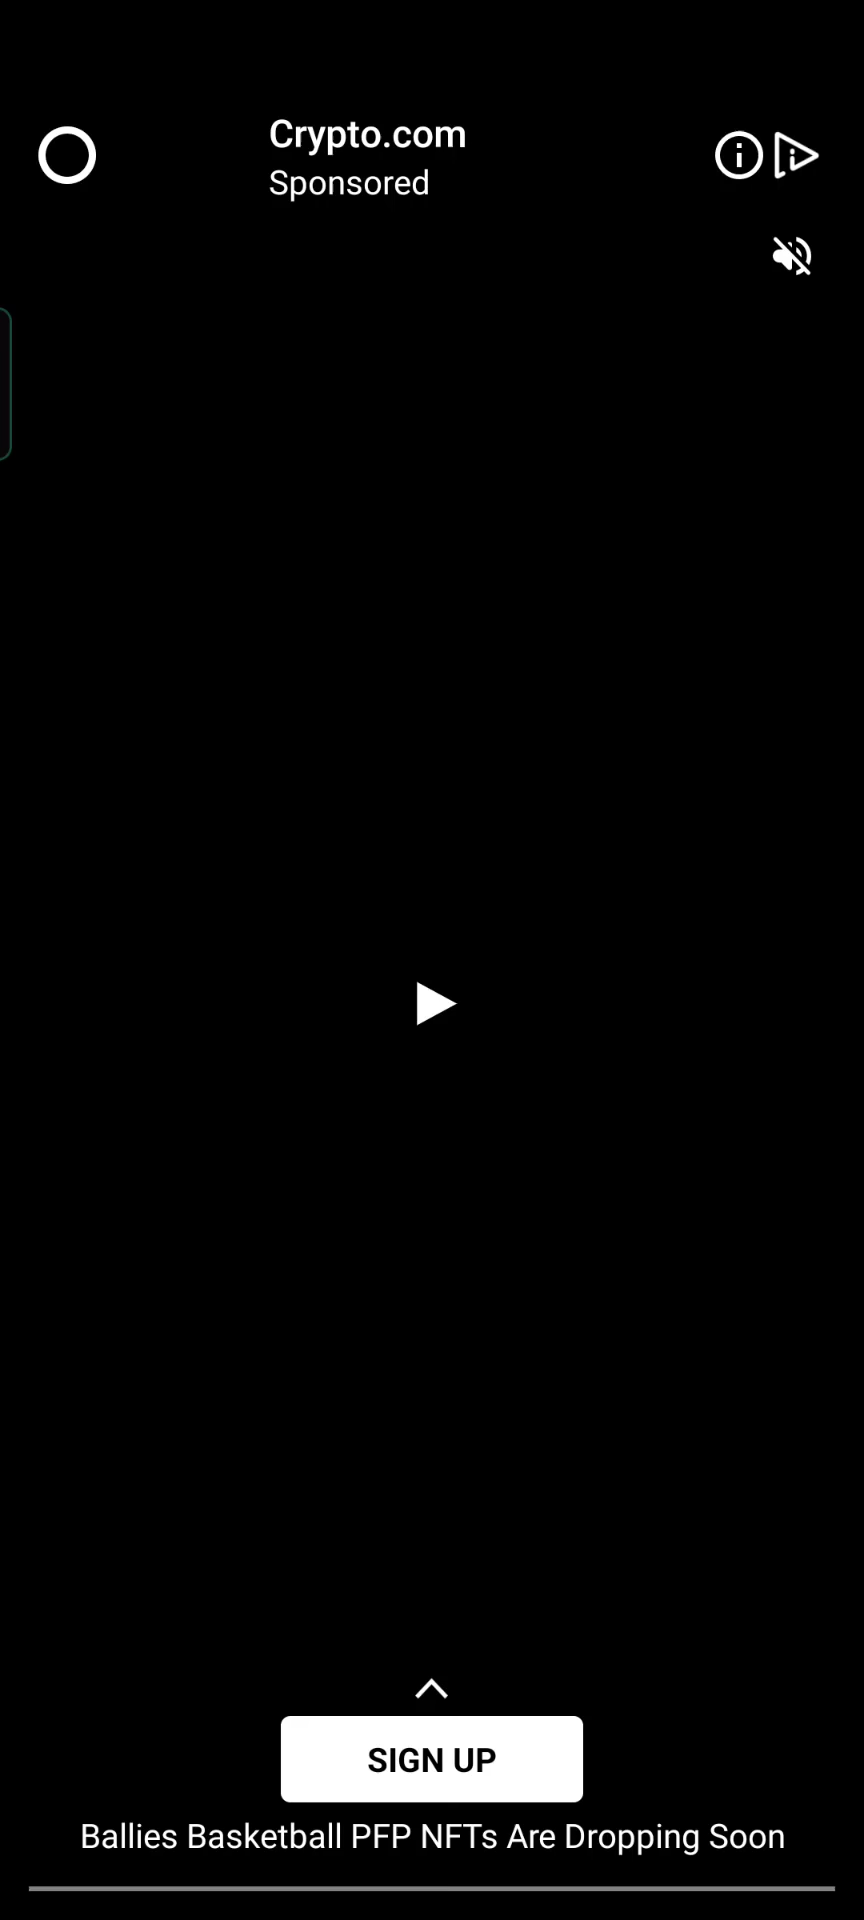 Crypto.com
Sponsored
SIGN UP
Ballies Basketball PFP NFTs Are Dropping Soon